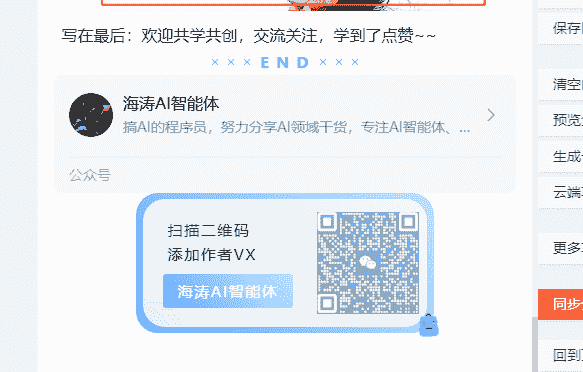 写在最后：欢迎共学共创，交流关注，学到了点赞~~
× × × E N D × × ×
海涛AI智能体
搞AI的程序员，努力分享AI领域干货，专注AI智能体、...
公众号
扫描二维码
添加作者VX
海涛AI智能体
保存
清空
预览
生成
云端
更多
同步
回到